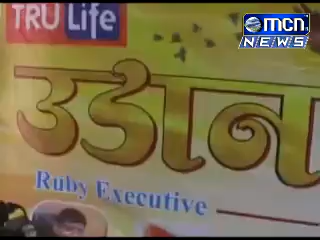 TRU Life
mcn
NEWS
उडान
Ruby Executive